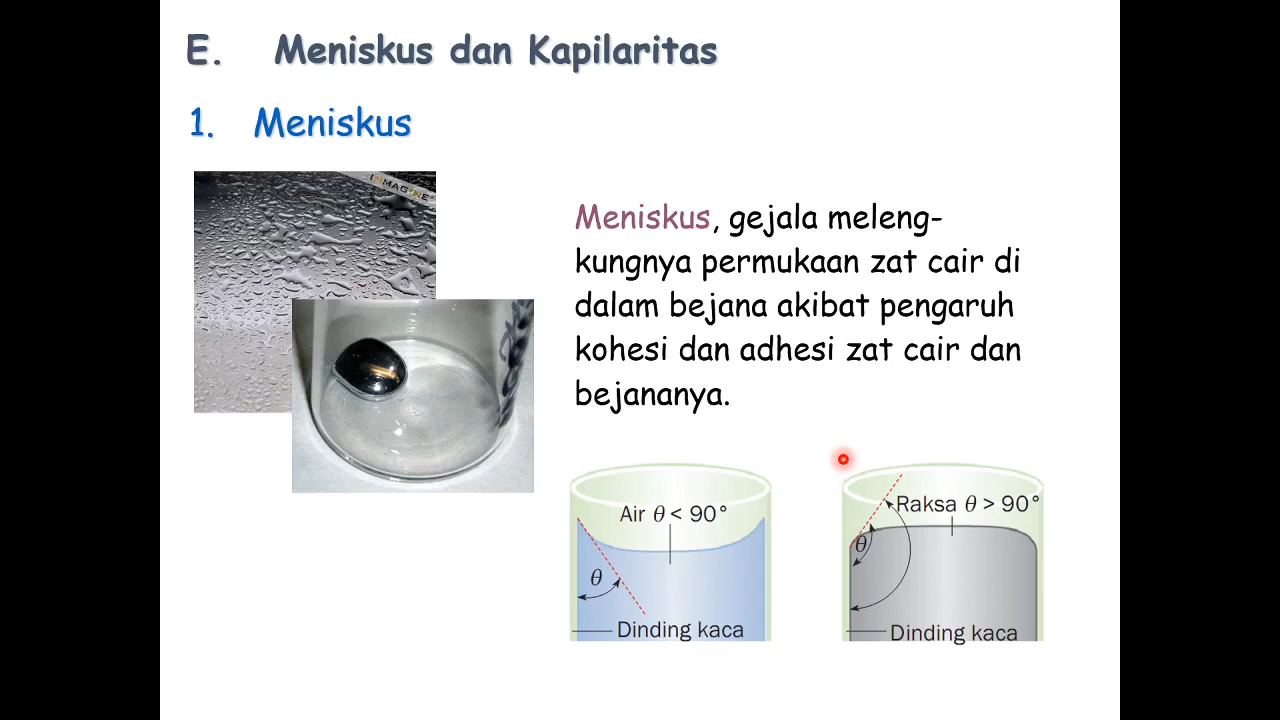 E. Meniskus dan Kapilaritas
1. Meniskus
INMAGINE
Meniskus, gejala meleng-
kungnya permukaan zat cair di
dalam bejana akibat pengaruh
kohesi dan adhesi zat cair dan
bejananya.
Air θ < 90°
θ
Dinding kaca
Raksa θ > 90°
θ
Dinding kaca